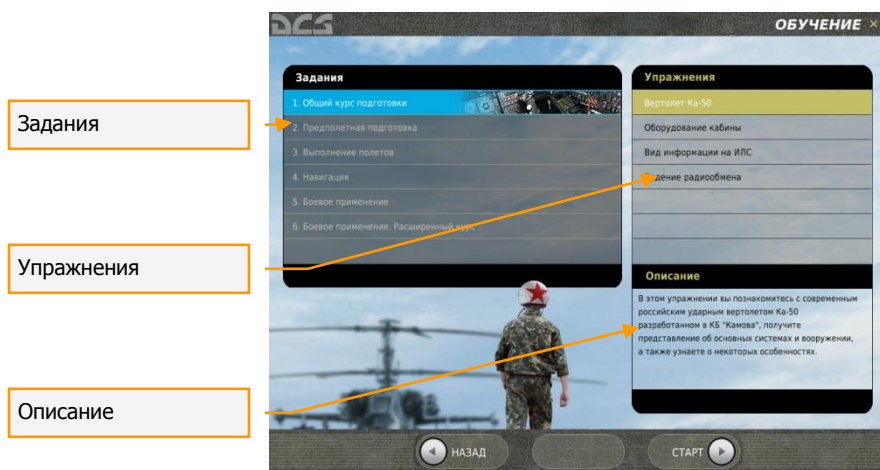 DCS
ОБУЧЕНИЕ ×
Задания
1. Общий курс подготовки
2. Предполетная подготовка
3. Выполнение полетов
4. Навигация
5. Боевое применение
6. Боевое применение. Расширенный курс
Упражнения
Вертолет Ка-50
Оборудование кабины
Вид информации на ИЛС
радиообмена
Описание
В этом упражнении вы познакомитесь с современным
российским ударным вертолетом Ка-50
разработанном в КБ "Камова", получите
представление об основных системах и вооружении,
а также узнаете о некоторых особенностях.
НАЗАД
СТАРТ
Задания
Упражнения
Описание